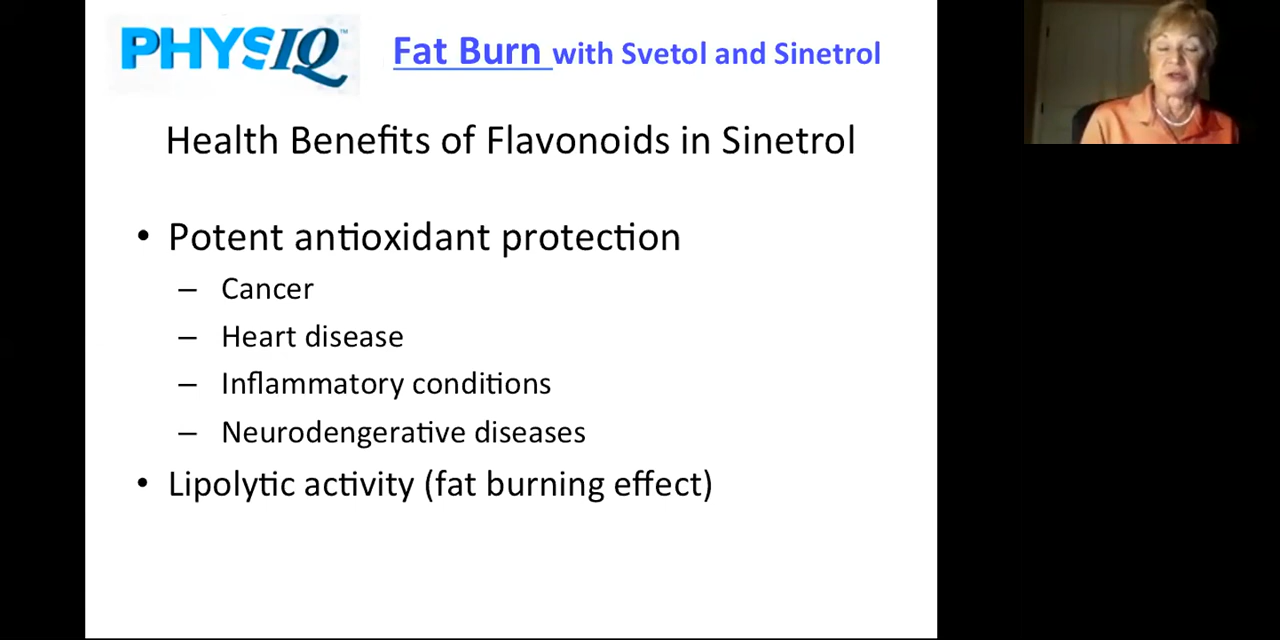 PHYSIQ™
Fat Burn with Svetol and Sinetrol
Health Benefits of Flavonoids in Sinetrol
• Potent antioxidant protection
– Cancer
– Heart disease
– Inflammatory conditions
– Neurodengerative diseases
• Lipolytic activity (fat burning effect)